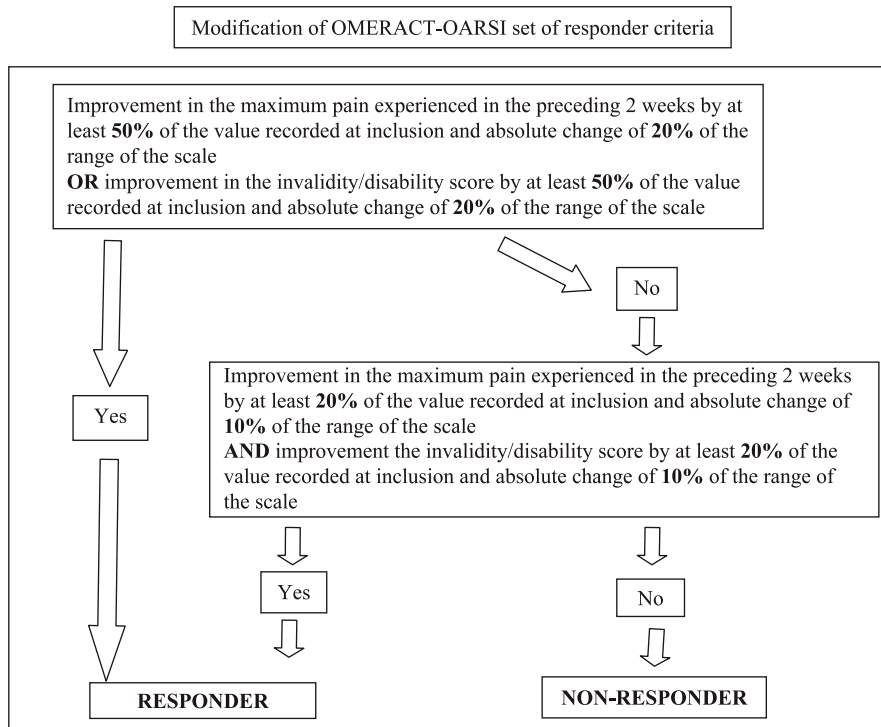 Modification of OMERACT-OARSI set of responder criteria
Improvement in the maximum pain experienced in the preceding 2 weeks by at
least 50% of the value recorded at inclusion and absolute change of 20% of the
range of the scale
OR improvement in the invalidity/disability score by at least 50% of the value
recorded at inclusion and absolute change of 20% of the range of the scale
No
Yes
Improvement in the maximum pain experienced in the preceding 2 weeks
by at least 20% of the value recorded at inclusion and absolute change of
10% of the range of the scale
AND improvement the invalidity/disability score by at least 20% of the
value recorded at inclusion and absolute change of 10% of the range of
the scale
Yes
No
RESPONDER
NON-RESPONDER